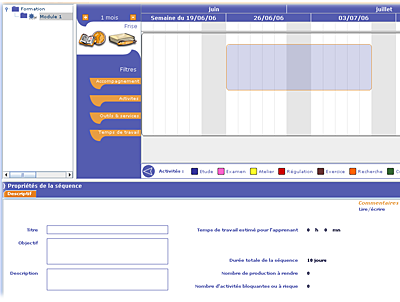 Formation
Module 1
1 mois
juin
juillet
Semaine du 19/06/06
26/06/06
03/07/06
Frise
Filtres
Accompagnement
Activités
Outils & services
Temps de travail
Activités :
Etude
Examen
Atelier
Régulation
Exercice
Recherche
Propriétés de la séquence
Descriptif
Commentaires
Lire/écrire
Titre
Objectif
Description
Temps de travail estimé pour l'apprenant 0 h 0 mn
Durée totale de la séquence 10 jours
Nombre de production à rendre 0
Nombre d'activités bloquantes ou à risque 0